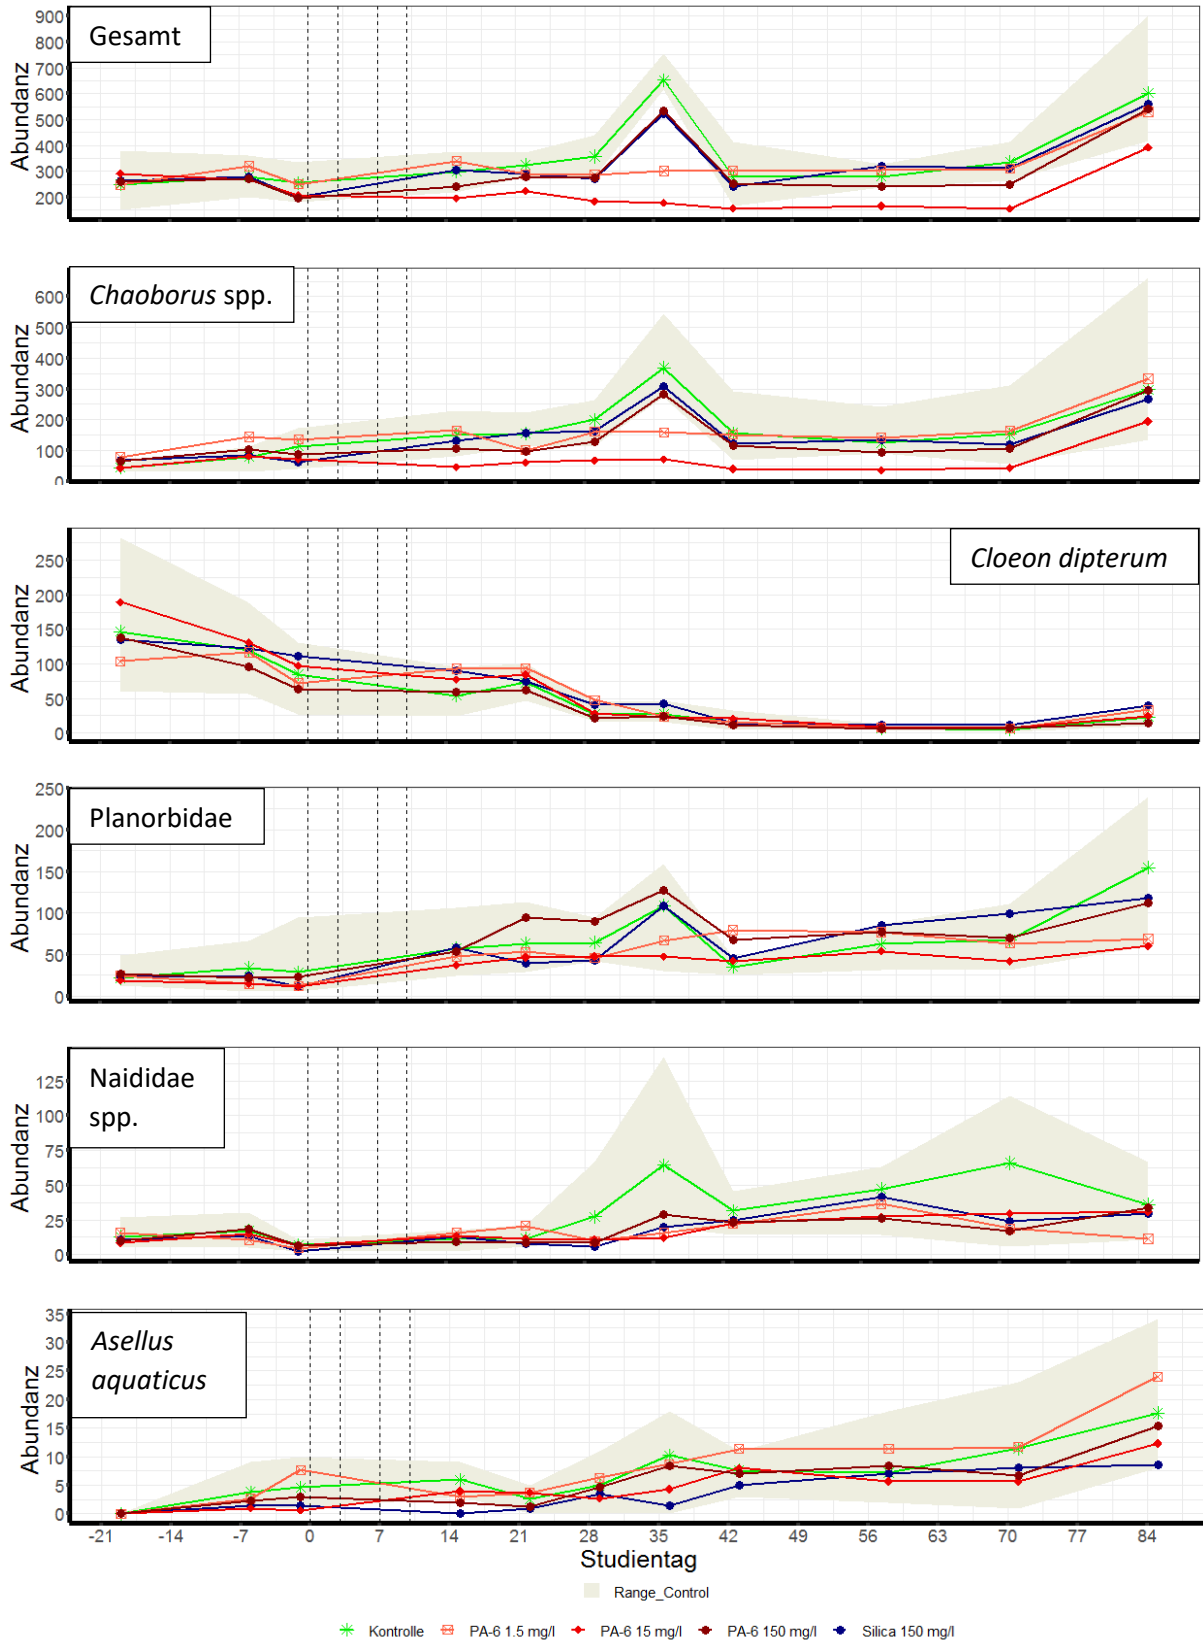 Gesamt
Abundanz
900
800
700
600
500
400
300
200
Chaoborus spp.
Abundanz
600
500
400
300
200
100
0
Cloeon dipterum
Abundanz
250
200
150
100
50
0
Planorbidae
Abundanz
250
200
150
100
50
0
Naididae
spp.
Abundanz
125
100
75
50
25
0
Asellus
aquaticus
Abundanz
35
30
25
20
15
10
5
0
-21 -14 -7 0 7 14 21 28 35 42 49 56 63 70 77 84
Studientag
Range_Control
Kontrolle PA-6 1.5 mg/l PA-6 15 mg/l PA-6 150 mg/l Silica 150 mg/l